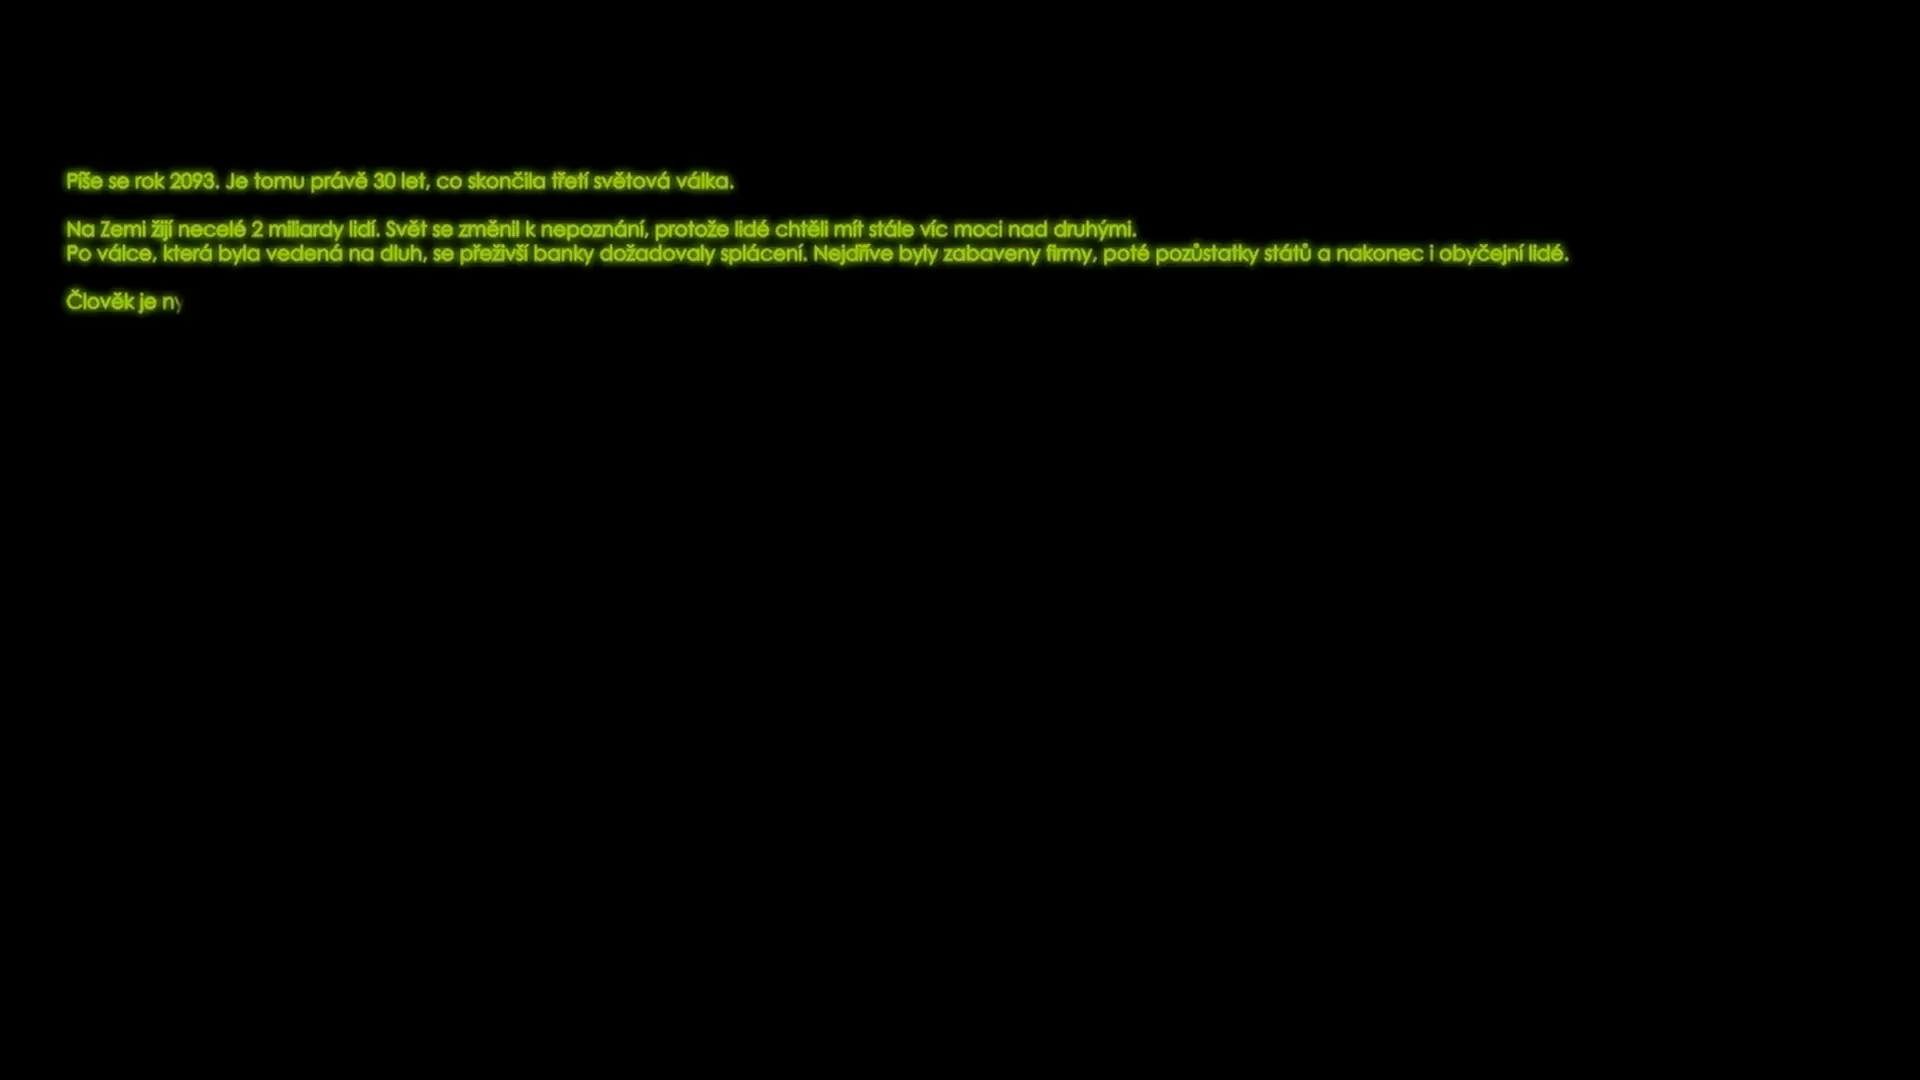 Píše se rok 2093. Je tomu právě 30 let, co skončila třetí světová válka.
Na Zemi žijí necelé 2 miliardy lidí. Svět se změnil k nepoznání, protože lidé chtěli mít stále víc moci nad druhými.
Po válce, která byla vedená na dluh, se přeživší banky dožadovaly splácení. Nejdříve byly zabaveny firmy, poté pozůstatky států a nakonec i obyčejní lidé.
Člověk je ny